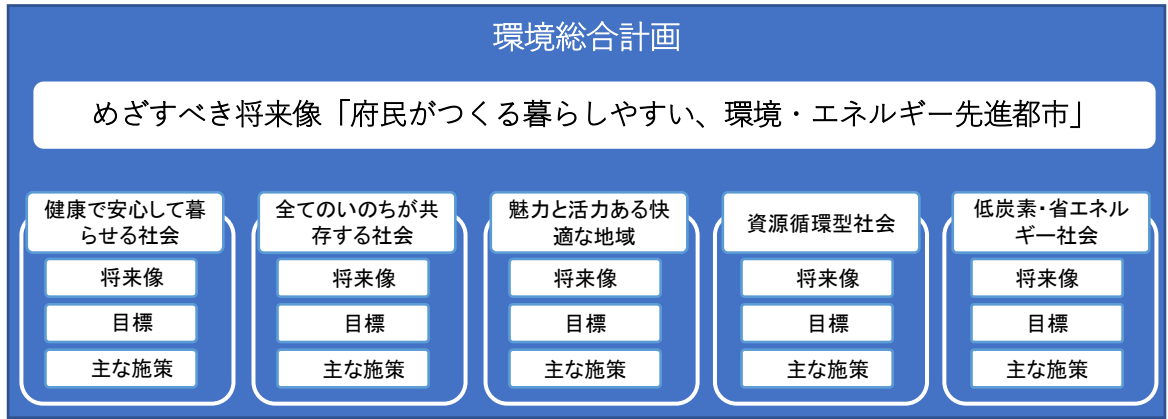 環境総合計画
めざすべき将来像「府民がつくる暮らしやすい、環境・エネルギー先進都市」
健康で安心して暮
らせる社会
将来像
目標
主な施策
全てのいのちが共
存する社会
将来像
目標
主な施策
魅力と活力ある快
適な地域
将来像
目標
主な施策
資源循環型社会
将来像
目標
主な施策
低炭素・省エネル
ギー社会
将来像
目標
主な施策